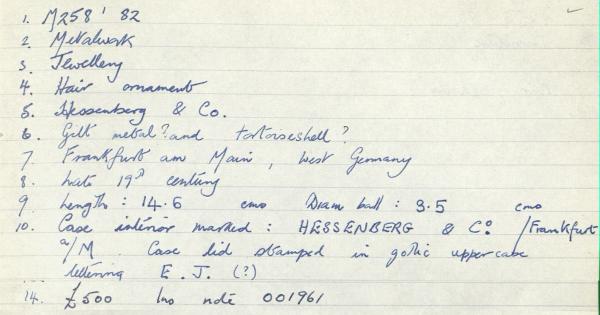 1. M258' 82
2. Metalwork
3. Jewellery
4. Hair ornament
5. Hessenberg & Co.
6. Gilt metal? and tortoiseshell?
7. Frankfurt am Main, West Germany
8. Late 19th century
9 Length: 14.6 cms Diam ball: 3.5 cms
10. Case interior marked: HESSENBERG & Co /Frankfurt
a/M Case lid stamped in gothic uppercase
lettering E.J. (?)
14. £500 Ins note 001961